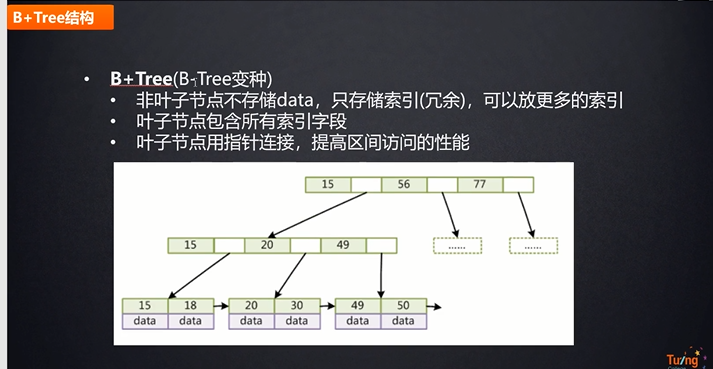 B+Tree结构
• B+Tree(B-Tree变种)
• 非叶子节点不存储data，只存储索引(冗余)，可以放更多的索引
• 叶子节点包含所有索引字段
• 叶子节点用指针连接，提高区间访问的性能
15 56 77
15 20 49 ...... ......
15 18 20 30 49 50
data data data data data data
Tuling